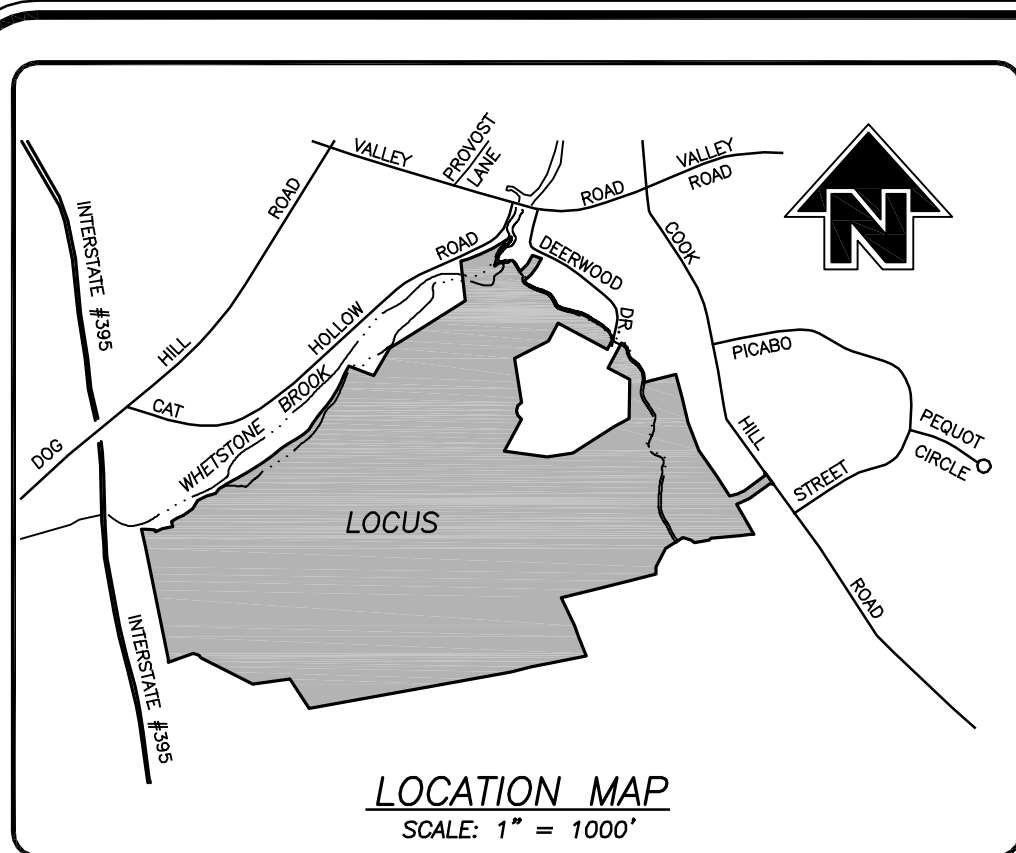 VALLEY
PROVOST
LANE
ROAD
VALLEY
ROAD
N
ROAD
INTERSTATE #395
ROAD
DEERWOOD
DR
COOK
HOLLOW
HILL
PICABO
BROOK
CAT
WHETSTONE
DOG
HILL
PEQUOT
CIRCLE
STREET
LOCUS
ROAD
INTERSTATE #395
LOCATION MAP
SCALE: 1" = 1000'